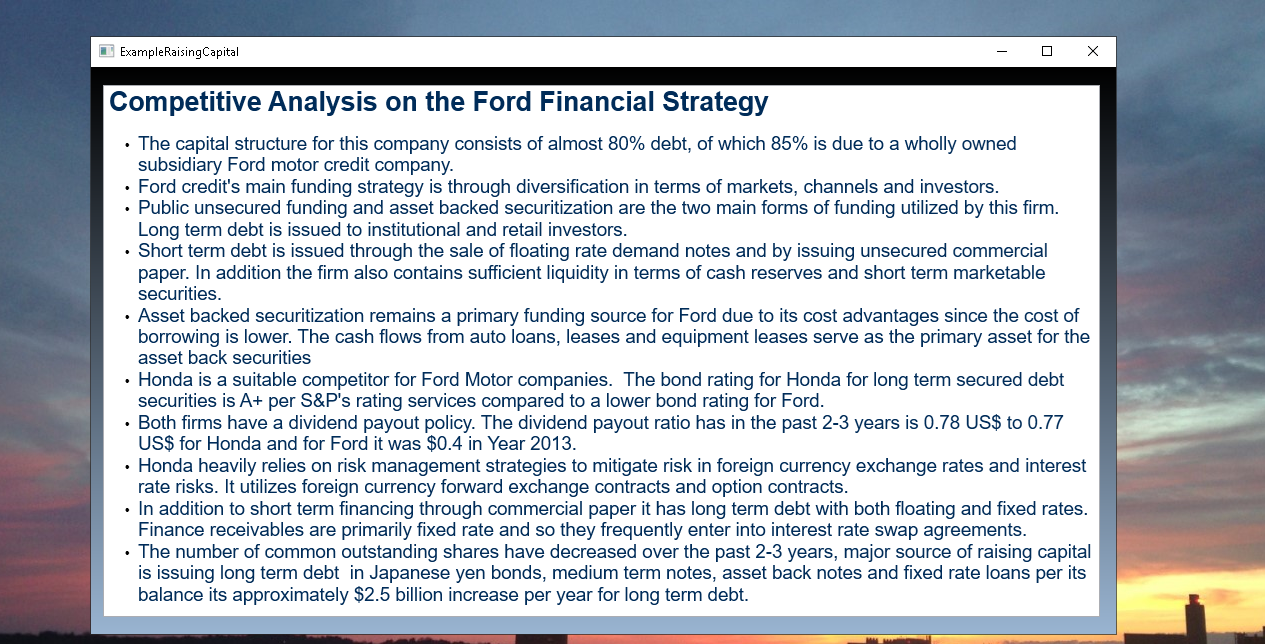 ExampleRaisingCapital
Competitive Analysis on the Ford Financial Strategy
• The capital structure for this company consists of almost 80% debt, of which 85% is due to a wholly owned
subsidiary Ford motor credit company.
• Ford credit's main funding strategy is through diversification in terms of markets, channels and investors.
• Public unsecured funding and asset backed securitization are the two main forms of funding utilized by this firm.
Long term debt is issued to institutional and retail investors.
• Short term debt is issued through the sale of floating rate demand notes and by issuing unsecured commercial
paper. In addition the firm also contains sufficient liquidity in terms of cash reserves and short term marketable
securities.
• Asset backed securitization remains a primary funding source for Ford due to its cost advantages since the cost of
borrowing is lower. The cash flows from auto loans, leases and equipment leases serve as the primary asset for the
asset back securities
• Honda is a suitable competitor for Ford Motor companies.  The bond rating for Honda for long term secured debt
securities is A+ per S&P's rating services compared to a lower bond rating for Ford.
• Both firms have a dividend payout policy. The dividend payout ratio has in the past 2-3 years is 0.78 US$ to 0.77
US$ for Honda and for Ford it was $0.4 in Year 2013.
• Honda heavily relies on risk management strategies to mitigate risk in foreign currency exchange rates and interest
rate risks. It utilizes foreign currency forward exchange contracts and option contracts.
• In addition to short term financing through commercial paper it has long term debt with both floating and fixed rates.
Finance receivables are primarily fixed rate and so they frequently enter into interest rate swap agreements.
• The number of common outstanding shares have decreased over the past 2-3 years, major source of raising capital
is issuing long term debt  in Japanese yen bonds, medium term notes, asset back notes and fixed rate loans per its
balance its approximately $2.5 billion increase per year for long term debt.